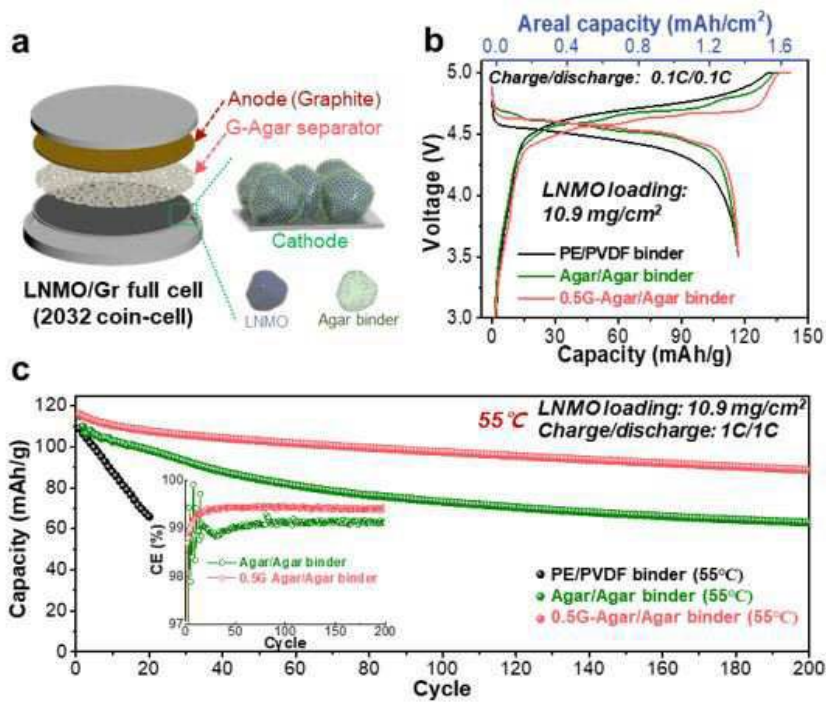 a
Anode (Graphite)
G-Agar separator
Cathode
LNMO/Gr full cell
(2032 coin-cell)
LNMO
Agar binder
b
Areal capacity (mAh/cm²)
0.0 0.4 0.8 1.2 1.6
Charge/discharge: 0.1C/0.1C
5.0
4.5
4.0
3.5
3.0
Voltage (V)
LNMO loading:
10.9 mg/cm²
PE/PVDF binder
Agar/Agar binder
0.5G-Agar/Agar binder
0 30 60 90 120 150
Capacity (mAh/g)
c
120
100
80
60
40
20
0
Capacity (mAh/g)
55°C
LNMO loading: 10.9 mg/cm²
Charge/discharge: 1C/1C
100
99
98
97
CE (%)
Agar/Agar binder
0.5G Agar/Agar binder
0 50 100 150 200
Cycle
PE/PVDF binder (55°C)
Agar/Agar binder (55°C)
0.5G-Agar/Agar binder (55°C)
0 20 40 60 80 100 120 140 160 180 200
Cycle